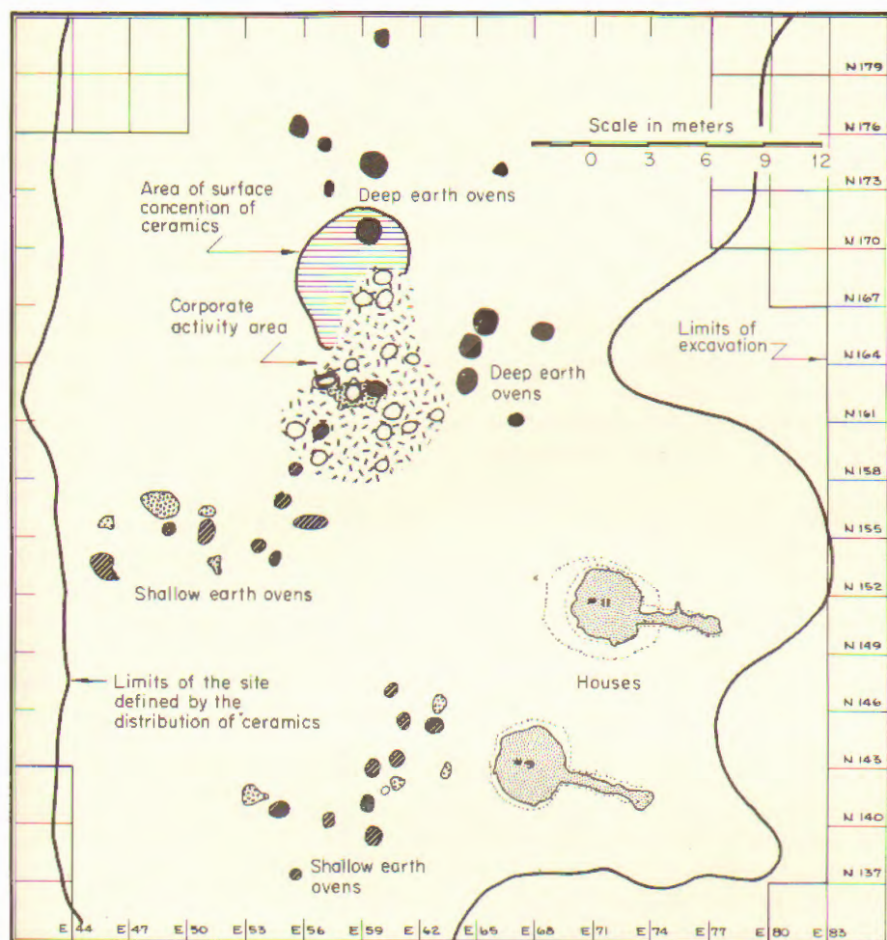 N 179
N 176
Scale in meters
0 3 6 9 12
N 173
Area of surface
concention of
ceramics
Deep earth ovens
N 170
Corporate
activity area
N 167
Limits of
excavation
N 164
Deep earth
ovens
N 161
N 158
N 155
Shallow earth ovens
N 152
N 149
Houses
Limits of the site
defined by the
distribution of ceramics
N 146
N 143
N 140
Shallow earth
ovens
N 137
E 44 E 47 E 50 E 53 E 56 E 59 E 62 E 65 E 68 E 71 E 74 E 77 E 80 E 83